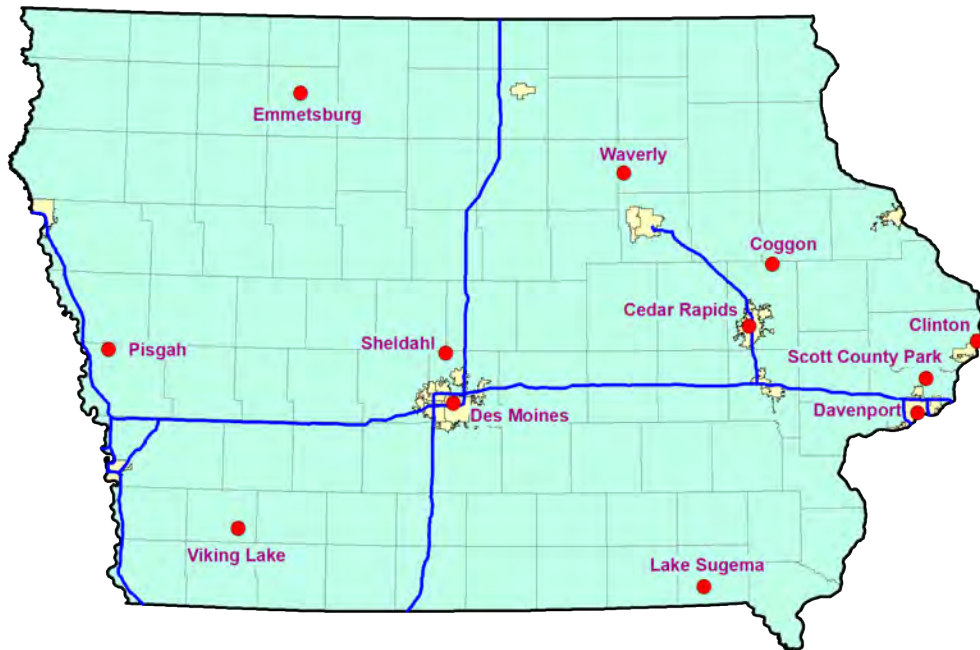 Emmetsburg
Waverly
Coggon
Cedar Rapids
Clinton
Sheldahl
Pisgah
Scott County Park
Davenport
Des Moines
Viking Lake
Lake Sugema